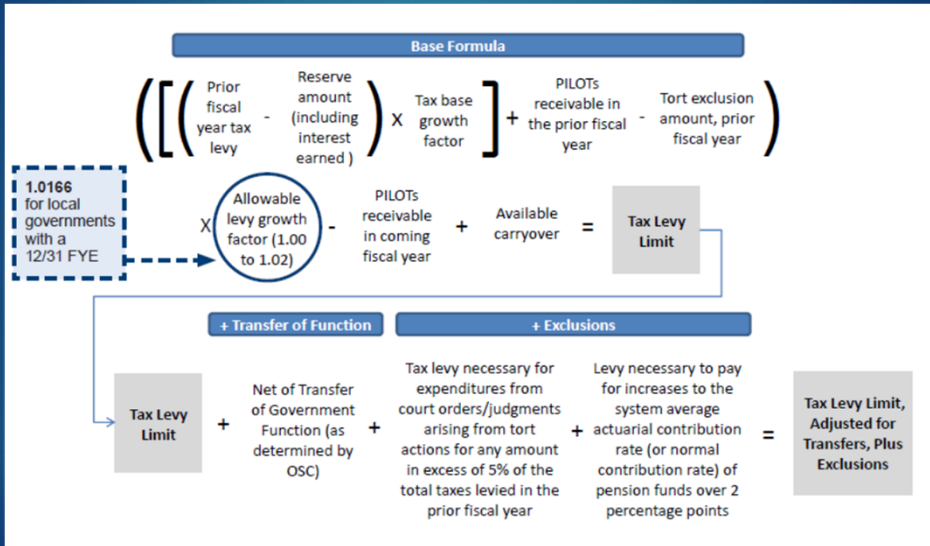 Base Formula
( [ ( Prior
fiscal
year tax
levy
-
Reserve
amount
(including
interest
earned )
)
X
Tax base
growth
factor
]
+
PILOTs
receivable in
the prior fiscal
year
-
Tort exclusion
amount, prior
fiscal year
)
1.0166
for local
governments
with a
12/31 FYE
X
Allowable
levy growth
factor (1.00
to 1.02)
-
PILOTs
receivable
in coming
fiscal year
+
Available
carryover
=
Tax Levy
Limit
+ Transfer of Function
+ Exclusions
Tax Levy
Limit
+
Net of Transfer
of Government
Function (as
determined by
OSC)
+
Tax levy necessary for
expenditures from
court orders/judgments
arising from tort
actions for any amount
in excess of 5% of the
total taxes levied in the
prior fiscal year
+
Levy necessary to pay
for increases to the
system average
actuarial contribution
rate (or normal
contribution rate) of
pension funds over 2
percentage points
=
Tax Levy Limit,
Adjusted for
Transfers, Plus
Exclusions